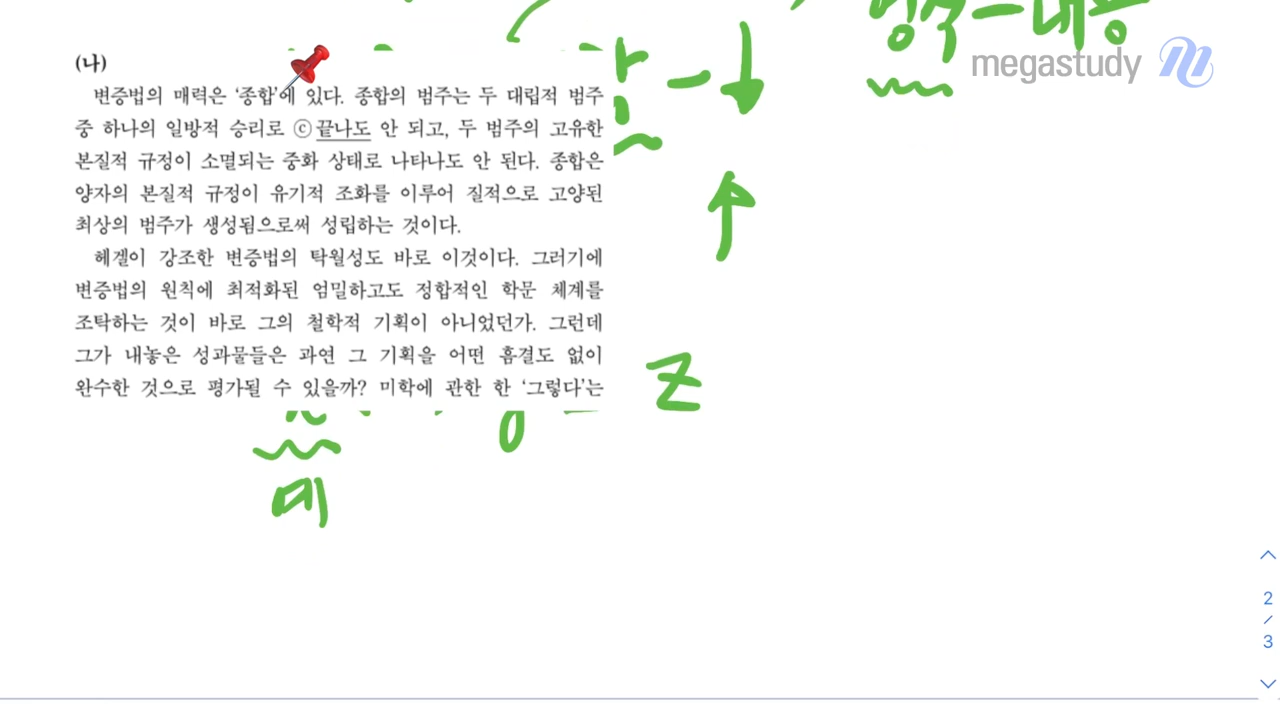 형식-내용
megastudy
(나)
변증법의 매력은 ‘종합’에 있다. 종합의 범주는 두 대립적 범주
중 하나의 일방적 승리로 ⓒ끝나도 안 되고, 두 범주의 고유한
본질적 규정이 소멸되는 중화 상태로 나타나도 안 된다. 종합은
양자의 본질적 규정이 유기적 조화를 이루어 질적으로 고양된
최상의 범주가 생성됨으로써 성립하는 것이다.
헤겔이 강조한 변증법의 탁월성도 바로 이것이다. 그러기에
변증법의 원칙에 최적화된 엄밀하고도 정합적인 학문 체계를
조탁하는 것이 바로 그의 철학적 기획이 아니었던가. 그런데
그가 내놓은 성과물들은 과연 그 기획을 어떤 흠결도 없이
완수한 것으로 평가될 수 있을까? 미학에 관한 한 ‘그렇다’는
2
/
3